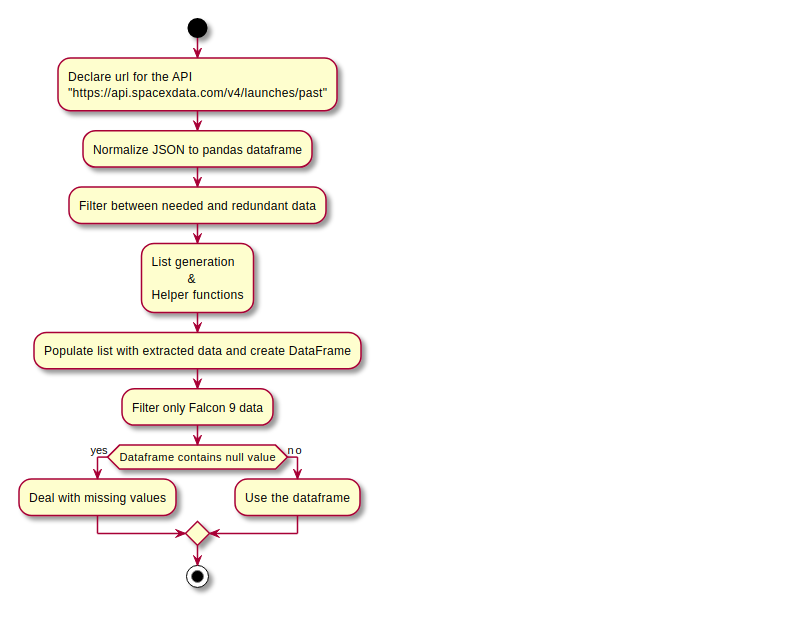 Declare url for the API
"https://api.spacexdata.com/v4/launches/past"
Normalize JSON to pandas dataframe
Filter between needed and redundant data
List generation
&
Helper functions
Populate list with extracted data and create DataFrame
Filter only Falcon 9 data
yes
Dataframe contains null value
no
Deal with missing values
Use the dataframe